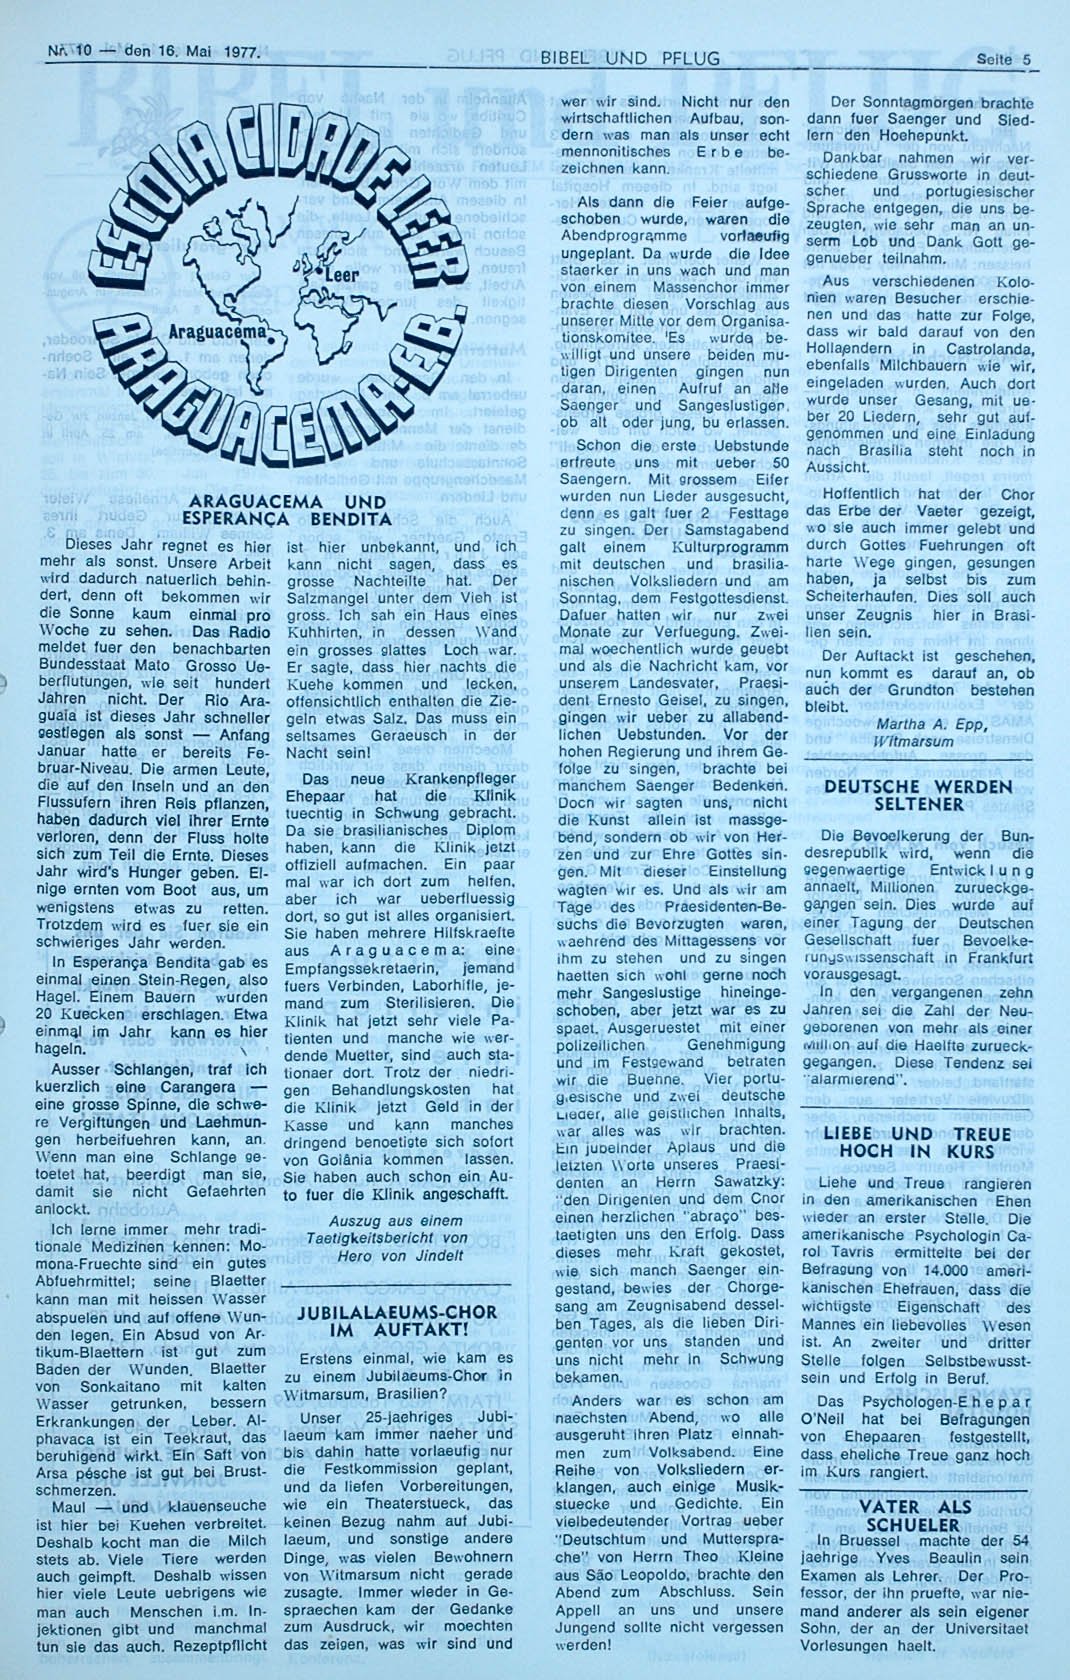 Nr. 10 — den 16. Mai 1977.
BIBEL UND PFLUG
Seite 5
ESCOLA CIDADE LEER
ARAGUACEMA-E.B.
Leer
Araguacema
ARAGUACEMA UND
ESPERANÇA BENDITA
Dieses Jahr regnet es hier
mehr als sonst. Unsere Arbeit
wird dadurch natuerlich behin-
dert, denn oft bekommen wir
die Sonne kaum einmal pro
Woche zu sehen. Das Radio
meldet fuer den benachbarten
Bundesstaat Mato Grosso Ue-
berflutungen, wie seit hundert
Jahren nicht. Der Rio Ara-
guaia ist dieses Jahr schneller
gestiegen als sonst — Anfang
Januar hatte er bereits Fe-
bruar-Niveau. Die armen Leute,
die auf den Inseln und an den
Flussufern ihren Reis pflanzen,
haben dadurch viel ihrer Ernte
verloren, denn der Fluss holte
sich zum Teil die Ernte. Dieses
Jahr wird's Hunger geben. Ei-
nige ernten vom Boot aus, um
wenigstens etwas zu retten.
Trotzdem wird es fuer sie ein
schwieriges Jahr werden.
In Esperança Bendita gab es
einmal einen Stein-Regen, also
Hagel. Einem Bauern wurden
20 Kuecken erschlagen. Etwa
einmal im Jahr kann es hier
hageln.
Ausser Schlangen, traf ich
kuerzlich eine Carangera —
eine grosse Spinne, die schwe-
re Vergiftungen und Laehmun-
gen herbeifuehren kann, an.
Wenn man eine Schlange ge-
toetet hat, beerdigt man sie,
damit sie nicht Gefaehrten
anlockt.
Ich lerne immer mehr tradi-
tionale Medizinen kennen: Mo-
mona-Fruechte sind ein gutes
Abfuehrmittel; seine Blaetter
kann man mit heissen Wasser
abspuelen und auf offene Wun-
den legen. Ein Absud von Ar-
tikum-Blaettern ist gut zum
Baden der Wunden. Blaetter
von Sonkaitano mit kalten
Wasser getrunken, bessern
Erkrankungen der Leber. Al-
phavaca ist ein Teekraut, das
beruhigend wirkt. Ein Saft von
Arsa pésche ist gut bei Brust-
schmerzen.
Maul — und klauenseuche
ist hier bei Kuehen verbreitet.
Deshalb kocht man die Milch
stets ab. Viele Tiere werden
auch geimpft. Deshalb wissen
hier viele Leute uebrigens wie
man auch Menschen i.m. In-
jektionen gibt und manchmal
tun sie das auch. Rezeptpflicht
ist hier unbekannt, und ich
kann nicht sagen, dass es
grosse Nachteilte hat. Der
Salzmangel unter dem Vieh ist
gross. Ich sah ein Haus eines
Kuhhirten, in dessen Wand
ein grosses glattes Loch war.
Er sagte, dass hier nachts die
Kuehe kommen und lecken,
offensichtlich enthalten die Zie-
geln etwas Salz. Das muss ein
seltsames Geraeusch in der
Nacht sein!
Das neue Krankenpfleger
Ehepaar hat die Klinik
tuechtig in Schwung gebracht.
Da sie brasilianisches Diplom
haben, kann die Klinik jetzt
offiziell aufmachen. Ein paar
mal war ich dort zum helfen,
aber ich war ueberfluessig
dort, so gut ist alles organisiert.
Sie haben mehrere Hilfskraefte
aus Araguacema: eine
Empfangssekretaerin, jemand
fuers Verbinden, Laborhilfe, je-
mand zum Sterilisieren. Die
Klinik hat jetzt sehr viele Pa-
tienten und manche wie wer-
dende Muetter, sind auch sta-
tionaer dort. Trotz der niedri-
gen Behandlungskosten hat
die Klinik jetzt Geld in der
Kasse und kann manches
dringend benoetigte sich sofort
von Goiânia kommen lassen.
Sie haben auch schon ein Au-
to fuer die Klinik angeschafft.
Auszug aus einem
Taetigkeitsbericht von
Hero von Jindelt
JUBILALAEUMS-CHOR
IM AUFTAKT!
Erstens einmal, wie kam es
zu einem Jubilaeums-Chor in
Witmarsum, Brasilien?
Unser 25-jaehriges Jubi-
laeum kam immer naeher und
bis dahin hatte vorlaeufig nur
die Festkommission geplant,
und da liefen Vorbereitungen,
wie ein Theaterstueck, das
keinen Bezug nahm auf Jubi-
laeum, und sonstige andere
Dinge, was vielen Bewohnern
von Witmarsum nicht gerade
zusagte. Immer wieder in Ge-
spraechen kam der Gedanke
zum Ausdruck, wir moechten
das zeigen, was wir sind und
wer wir sind. Nicht nur den
wirtschaftlichen Aufbau, son-
dern was man als unser echt
mennonitisches Erbe be-
zeichnen kann.
Als dann die Feier aufge-
schoben wurde, waren die
Abendprogramme vorlaeufig
ungeplant. Da wurde die Idee
staerker in uns wach und man
von einem Massenchor immer
brachte diesen Vorschlag aus
unserer Mitte vor dem Organisa-
tionskomitee. Es wurde be-
willigt und unsere beiden mu-
tigen Dirigenten gingen nun
daran, einen Aufruf an alle
Saenger und Sangeslustigen,
ob alt oder jung, bu erlassen.
Schon die erste Uebstunde
erfreute uns mit ueber 50
Saengern. Mit grossem Eifer
wurden nun Lieder ausgesucht,
denn es galt fuer 2 Festtage
zu singen. Der Samstagabend
galt einem Kulturprogramm
mit deutschen und brasilia-
nischen Volksliedern und am
Sonntag, dem Festgottesdienst.
Dafuer hatten wir nur zwei
Monate zur Verfuegung. Zwei-
mal woechentlich wurde geuebt
und als die Nachricht kam, vor
unserem Landesvater, Praesi-
dent Ernesto Geisel, zu singen,
gingen wir ueber zu allabend-
lichen Uebstunden. Vor der
hohen Regierung und ihrem Ge-
folge zu singen, brachte bei
manchem Saenger Bedenken.
Docn wir sagten uns, nicht
die Kunst allein ist massge-
bend, sondern ob wir von Her-
zen und zur Ehre Gottes sin-
gen. Mit dieser Einstellung
wagten wir es. Und als wir am
Tage des Praesidenten-Be-
suchs die Bevorzugten waren,
waehrend des Mittagessens vor
ihm zu stehen und zu singen
haetten sich wohl gerne noch
mehr Sangeslustige hineinge-
schoben, aber jetzt war es zu
spaet. Ausgeruestet mit einer
polizeilichen Genehmigung
und im Festgewand betraten
wir die Buenne. Vier portu-
giesische und zwei deutsche
Lieder, alle geistlichen Inhalts,
war alles was wir brachten.
Ein jubelnder Aplaus und die
letzten Worte unseres Praesi-
denten an Herrn Sawatzky:
"den Dirigenten und dem Cnor
einen herzlichen "abraço" bes-
taetigten uns den Erfolg. Dass
dieses mehr Kraft gekostet,
wie sich manch Saenger ein-
gestand, bewies der Chorge-
sang am Zeugnisabend dessel-
ben Tages, als die lieben Diri-
genten vor uns standen und
uns nicht mehr in Schwung
bekamen.
Anders war es schon am
naechsten Abend, wo alle
ausgeruht ihren Platz einnah-
men zum Volksabend. Eine
Reihe von Volksliedern er-
klangen, auch einige Musik-
stuecke und Gedichte. Ein
vielbedeutender Vortrag ueber
"Deutschtum und Mutterspra-
che" von Herrn Theo Kleine
aus São Leopoldo, brachte den
Abend zum Abschluss. Sein
Appell an uns und unsere
Jungend sollte nicht vergessen
werden!
Der Sonntagmorgen brachte
dann fuer Saenger und Sied-
lern den Hoehepunkt.
Dankbar nahmen wir ver-
schiedene Grussworte in deut-
scher und portugiesischer
Sprache entgegen, die uns be-
zeugten, wie sehr man an un-
serm Lob und Dank Gott ge-
genueber teilnahm.
Aus verschiedenen Kolo-
nien waren Besucher erschie-
nen und das hatte zur Folge,
dass wir bald darauf von den
Hollaendern in Castrolanda,
ebenfalls Milchbauern wie wir,
eingeladen wurden. Auch dort
wurde unser Gesang, mit ue-
ber 20 Liedern, sehr gut auf-
genommen und eine Einladung
nach Brasilia steht noch in
Aussicht.
Hoffentlich hat der Chor
das Erbe der Vaeter gezeigt,
wo sie auch immer gelebt und
durch Gottes Fuehrungen oft
harte Wege gingen, gesungen
haben, ja selbst bis zum
Scheiterhaufen. Dies soll auch
unser Zeugnis hier in Brasi-
lien sein.
Der Auftackt ist geschehen,
nun kommt es darauf an, ob
auch der Grundton bestehen
bleibt.
Martha A. Epp,
Witmarsum
DEUTSCHE WERDEN
SELTENER
Die Bevoelkerung der Bun-
desrepublik wird, wenn die
gegenwaertige Entwicklung
annaelt, Millionen zurueckge-
gangen sein. Dies wurde auf
einer Tagung der Deutschen
Gesellschaft fuer Bevoelke-
rungswissenschaft in Frankfurt
vorausgesagt.
In den vergangenen zehn
Jahren sei die Zahl der Neu-
geborenen von mehr als einer
Million auf die Haelfte zurueck-
gegangen. Diese Tendenz sei
"alarmierend".
LIEBE UND TREUE
HOCH IN KURS
Liehe und Treue rangieren
in den amerikanischen Ehen
wieder an erster Stelle. Die
amerikanische Psychologin Ca-
rol Tavris ermittelte bei der
Befragung von 14.000 ameri-
kanischen Ehefrauen, dass die
wichtigste Eigenschaft des
Mannes ein liebevolles Wesen
ist. An zweiter und dritter
Stelle folgen Selbstbewusst-
sein und Erfolg in Beruf.
Das Psychologen-Ehepar
O'Neil hat bei Befragungen
von Ehepaaren festgestellt,
dass eheliche Treue ganz hoch
im Kurs rangiert.
VATER ALS
SCHUELER
In Bruessel machte der 54
jaehrige Yves Beaulin sein
Examen als Lehrer. Der Pro-
fessor, der ihn pruefte, war nie-
mand anderer als sein eigener
Sohn, der an der Universitaet
Vorlesungen haelt.